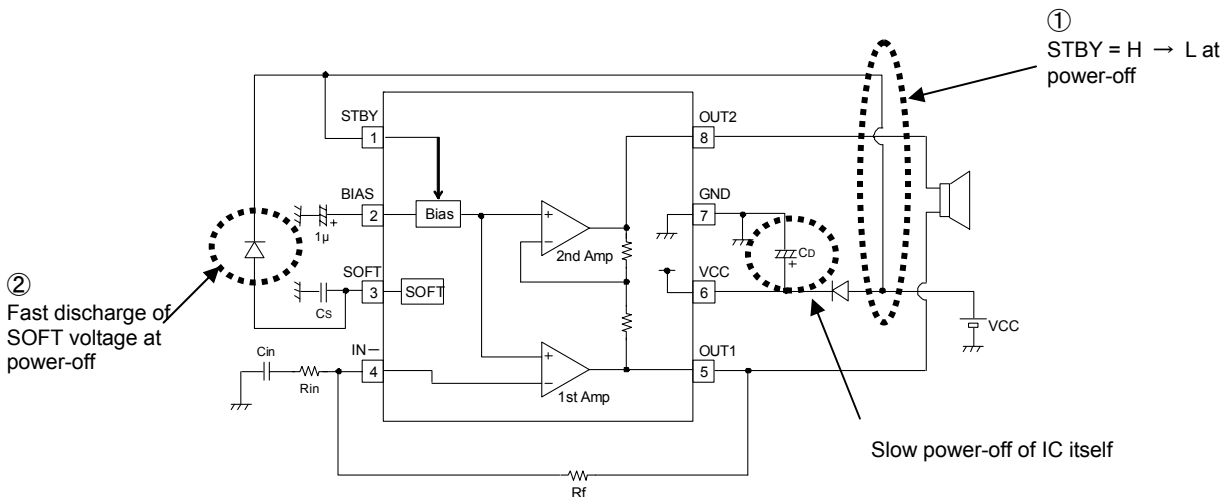 ①
STBY = H → L at
power-off
STBY
1
OUT2
8
BIAS
2
Bias
1μ
+
GND
7
+
−
2nd Amp
CD
+
②
Fast discharge of
SOFT voltage at
power-off
SOFT
3
SOFT
Cs
VCC
6
VCC
Cin
Rin
IN−
4
+
−
1st Amp
OUT1
5
Slow power-off of IC itself
Rf